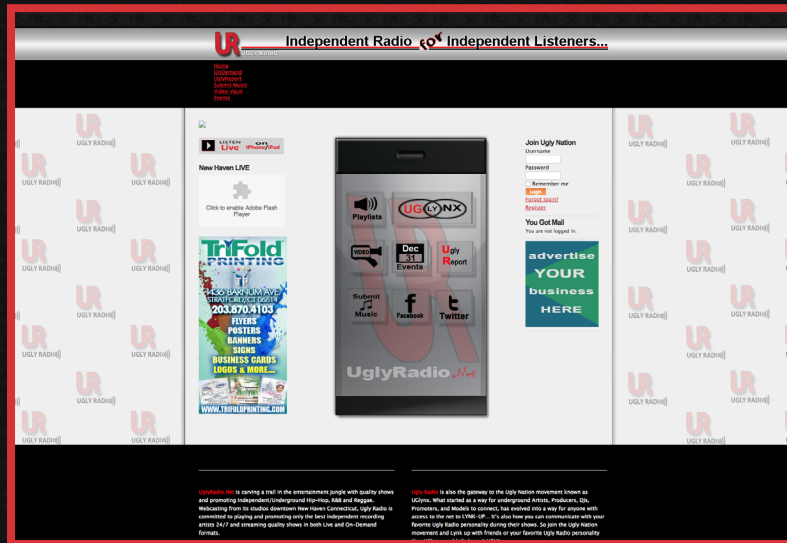 UR
UGLY RADIO
Independent Radio for Independent Listeners...
Home
OnDemand
UglyReport
Submit Music
Video Vault
Events
LISTEN Live on iPhone/iPad
New Haven LIVE
Click to enable Adobe Flash
Player
TriFold
PRINTING
1436 BARNUM AVE
STRATFORD, CT 06614
203.870.4103
FLYERS
POSTERS
BANNERS
SIGNS
BUSINESS CARDS
LOGOS & MORE...
WWW.TRIFOLDPRINTING.COM
Playlists
UGLYNX
VIDEO
Dec
31
Events
Ugly
Report
Submit
Music
Facebook
Twitter
UglyRadio.Net
Join Ugly Nation
Username
Password
Remember me
Login
Forgot login?
Register
You Got Mail
You are not logged in.
advertise
YOUR
business
HERE
UR
UGLY RADIO
UglyRadio.Net is carving a trail in the entertainment jungle with quality shows
and promoting Independent/Underground Hip-Hop, R&B and Reggae.
Webcasting from its studios downtown New Haven Connecticut, Ugly Radio is
committed to playing and promoting only the best Independent recording
artists 24/7 and streaming quality shows in both Live and On-Demand
formats.
Ugly Radio is also the gateway to the Ugly Nation movement known as
UGlynx. What started as a way for underground Artists, Producers, DJs,
Promoters, and Models to connect, has evolved into a way for anyone with
access to the net to LYNK-UP... It's also how you can communicate with your
favorite Ugly Radio personality during their shows. So join the Ugly Nation
movement and Lynk up with friends or your favorite Ugly Radio personality